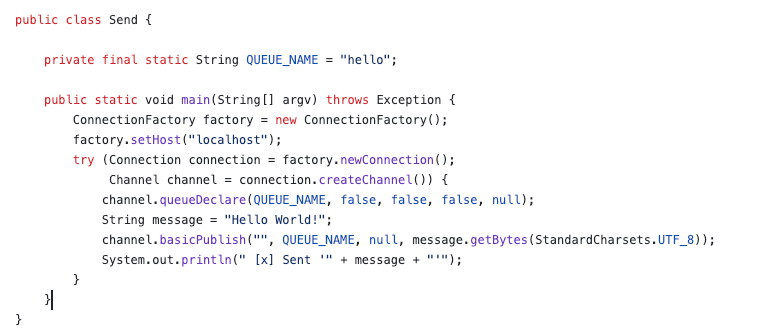 public class Send {
    private final static String QUEUE_NAME = "hello";
    public static void main(String[] argv) throws Exception {
        ConnectionFactory factory = new ConnectionFactory();
        factory.setHost("localhost");
        try (Connection connection = factory.newConnection();
             Channel channel = connection.createChannel()) {
            channel.queueDeclare(QUEUE_NAME, false, false, false, null);
            String message = "Hello World!";
            channel.basicPublish("", QUEUE_NAME, null, message.getBytes(StandardCharsets.UTF_8));
            System.out.println(" [x] Sent '" + message + "'");
        }
    }
}